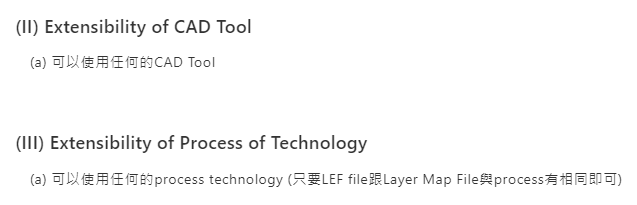 (II) Extensibility of CAD Tool
(a) 可以使用任何的CAD Tool
(III) Extensibility of Process of Technology
(a) 可以使用任何的process technology (只要LEF file跟Layer Map File與process有相同即可)